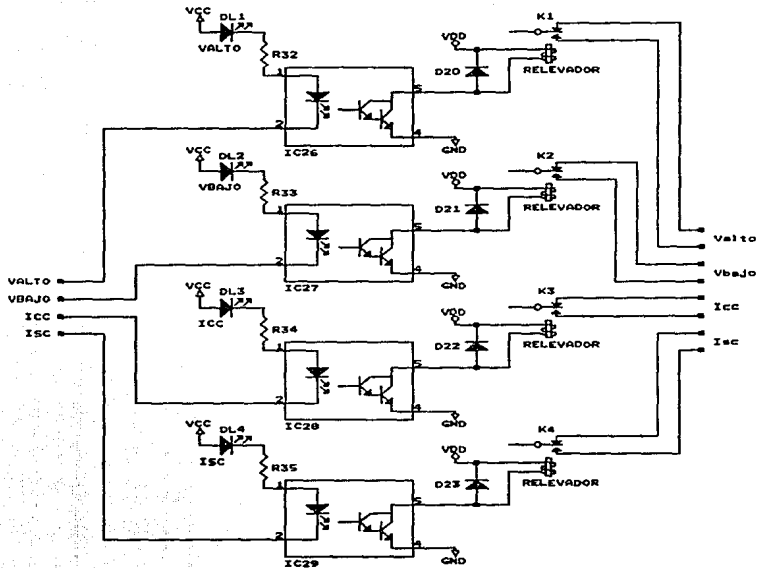 VCC DL1
VALTO
R32
1
2
IC26
5
4
GND
VDD
D20
K1
RELEVADOR
VCC DL2
VBAJO
R33
1
2
IC27
5
4
GND
VDD
D21
K2
RELEVADOR
VCC DL3
ICC
R34
1
2
IC28
5
4
GND
VDD
D22
K3
RELEVADOR
VCC DL4
ISC
R35
1
2
IC29
5
4
GND
VDD
D23
K4
RELEVADOR
VALTO
VBAJO
ICC
ISC
Valto
Vbajo
Icc
Isc